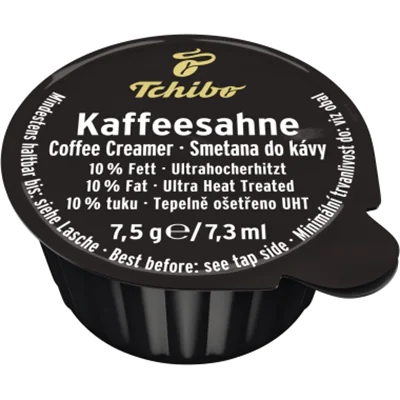 Tchibo
Kaffeesahne
Coffee Creamer · Smetana do kávy
10 % Fett · Ultrahocherhitzt
10 % Fat · Ultra Heat Treated
10 % tuku · Tepelně ošetřeno UHT
7,5 g ℮/7,3 ml
Mindestens haltbar bis: siehe Lasche · Best before: see tap side · Minimální trvanlivost do: viz obal